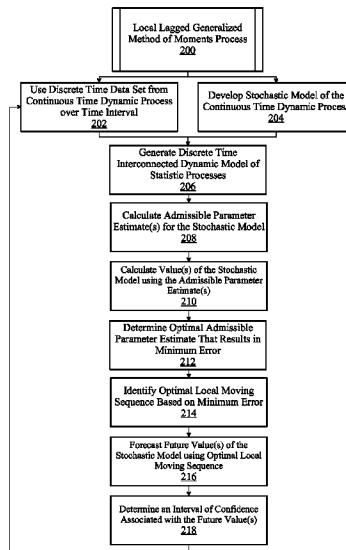 Local Lagged Generalized
Method of Moments Process
200
Use Discrete Time Data Set from
Continuous Time Dynamic Process
over Time Interval
202
Develop Stochastic Model of the
Continuous Time Dynamic Process
204
Generate Discrete Time
Interconnected Dynamic Model of
Statistic Processes
206
Calculate Admissible Parameter
Estimate(s) for the Stochastic Model
208
Calculate Value(s) of the Stochastic
Model using the Admissible Parameter
Estimate(s)
210
Determine Optimal Admissible
Parameter Estimate That Results in
Minimum Error
212
Identify Optimal Local Moving
Sequence Based on Minimum Error
214
Forecast Future Value(s) of the
Stochastic Model using Optimal Local
Moving Sequence
216
Determine an Interval of Confidence
Associated with the Future Value(s)
218